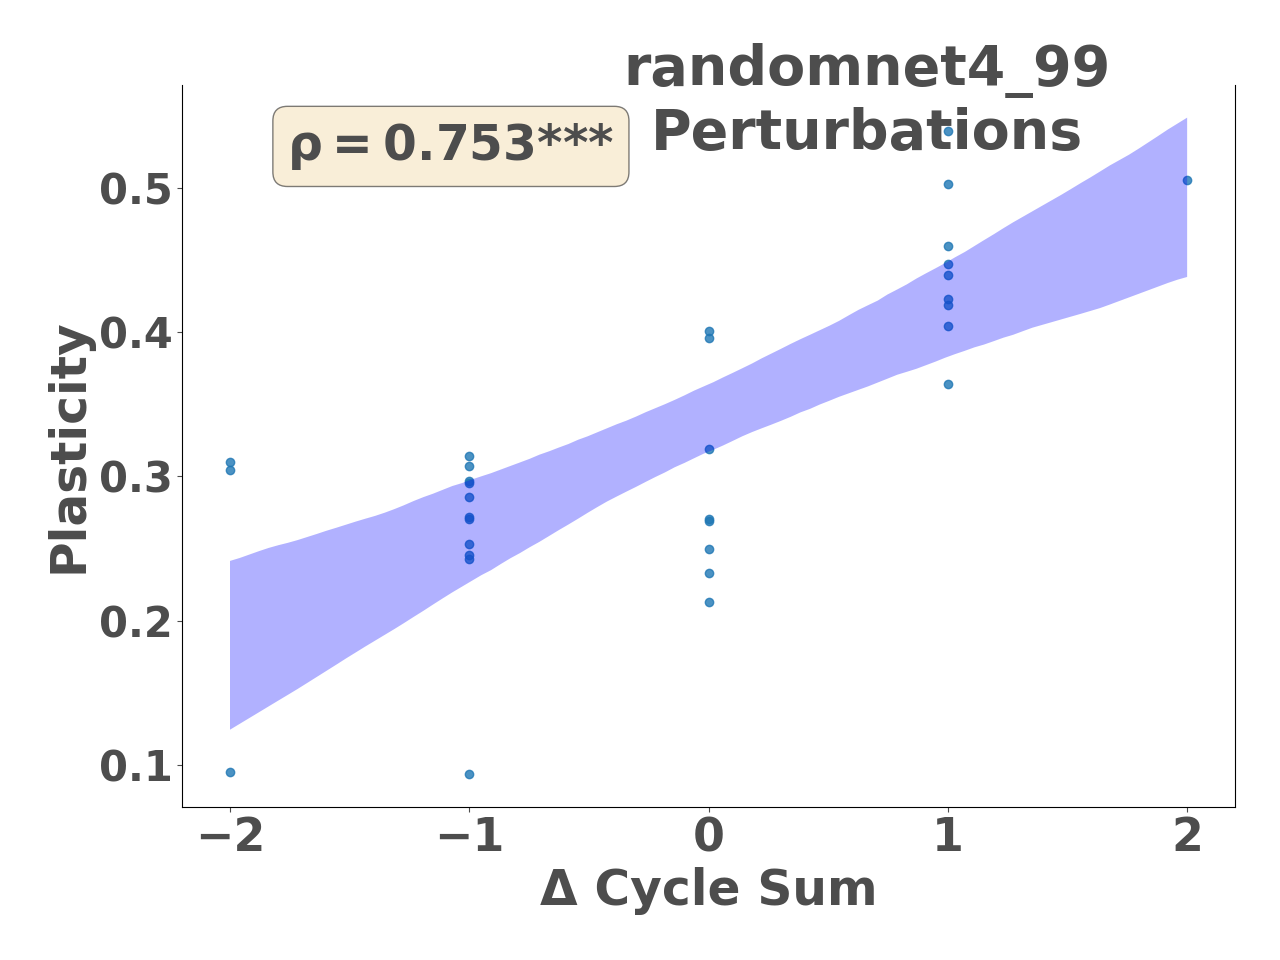 randomnet4_99
Perturbations
ρ = 0.753***
Plasticity
0.5
0.4
0.3
0.2
0.1
−2 −1 0 1 2
Δ Cycle Sum